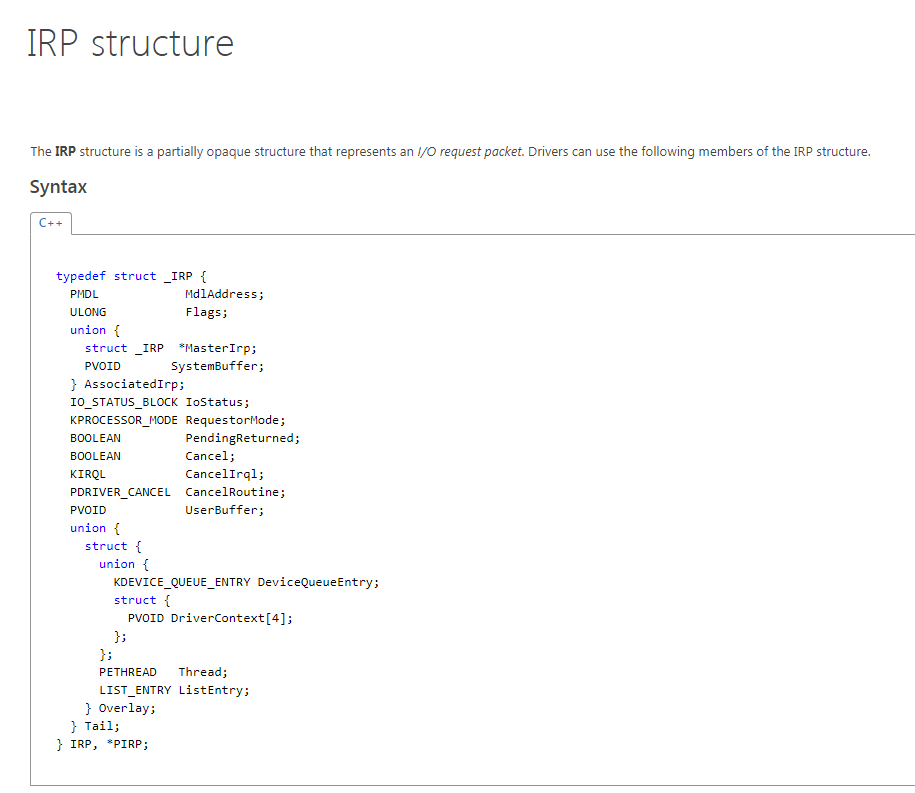 IRP structure
The IRP structure is a partially opaque structure that represents an I/O request packet. Drivers can use the following members of the IRP structure.
Syntax
C++
typedef struct _IRP {
  PMDL            MdlAddress;
  ULONG           Flags;
  union {
    struct _IRP  *MasterIrp;
    PVOID       SystemBuffer;
  } AssociatedIrp;
  IO_STATUS_BLOCK IoStatus;
  KPROCESSOR_MODE RequestorMode;
  BOOLEAN         PendingReturned;
  BOOLEAN         Cancel;
  KIRQL           CancelIrql;
  PDRIVER_CANCEL  CancelRoutine;
  PVOID           UserBuffer;
  union {
    struct {
      union {
        KDEVICE_QUEUE_ENTRY DeviceQueueEntry;
        struct {
          PVOID DriverContext[4];
        };
      };
      PETHREAD   Thread;
      LIST_ENTRY ListEntry;
    } Overlay;
  } Tail;
} IRP, *PIRP;